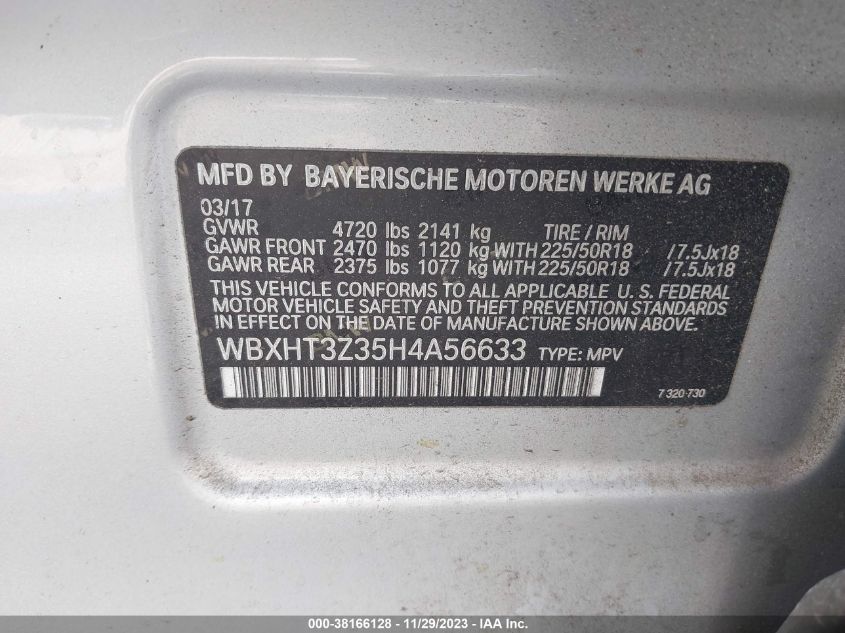 MFD BY BAYERISCHE MOTOREN WERKE AG
03/17
GVWR 4720 lbs 2141 kg TIRE / RIM
GAWR FRONT 2470 lbs 1120 kg WITH 225/50R18 /7.5Jx18
GAWR REAR 2375 lbs 1077 kg WITH 225/50R18 /7.5Jx18
THIS VEHICLE CONFORMS TO ALL APPLICABLE U. S. FEDERAL
MOTOR VEHICLE SAFETY AND THEFT PREVENTION STANDARDS
IN EFFECT ON THE DATE OF MANUFACTURE SHOWN ABOVE.
WBXHT3Z35H4A56633 TYPE: MPV
7 320 730
000-38166128 - 11/29/2023 - IAA Inc.